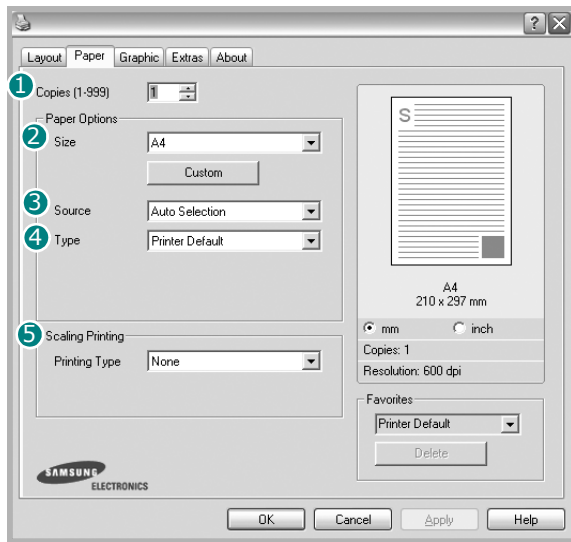 ? X
Layout Paper Graphic Extras About
1 Copies (1-999) 1
Paper Options
2 Size A4
Custom
3 Source Auto Selection
4 Type Printer Default
5 Scaling Printing
Printing Type None
S
A4
210 x 297 mm
mm inch
Copies: 1
Resolution: 600 dpi
Favorites
Printer Default
Delete
SAMSUNG
ELECTRONICS
OK Cancel Apply Help